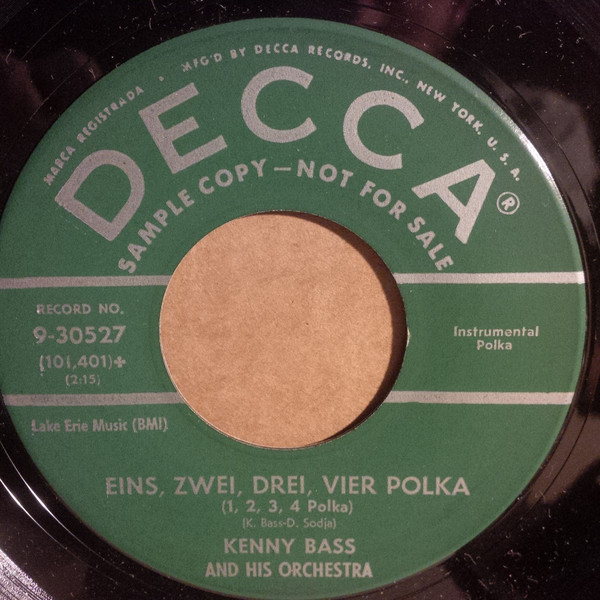 MARCA REGISTRADA • MFG'D BY DECCA RECORDS, INC., NEW YORK, U. S. A.
DECCA®
SAMPLE COPY—NOT FOR SALE
RECORD NO.
9-30527
(101,401)+
(2:15)
Instrumental
Polka
Lake Erie Music (BMI)
EINS, ZWEI, DREI, VIER POLKA
(1, 2, 3, 4 Polka)
(K. Bass-D. Sodja)
KENNY BASS
AND HIS ORCHESTRA